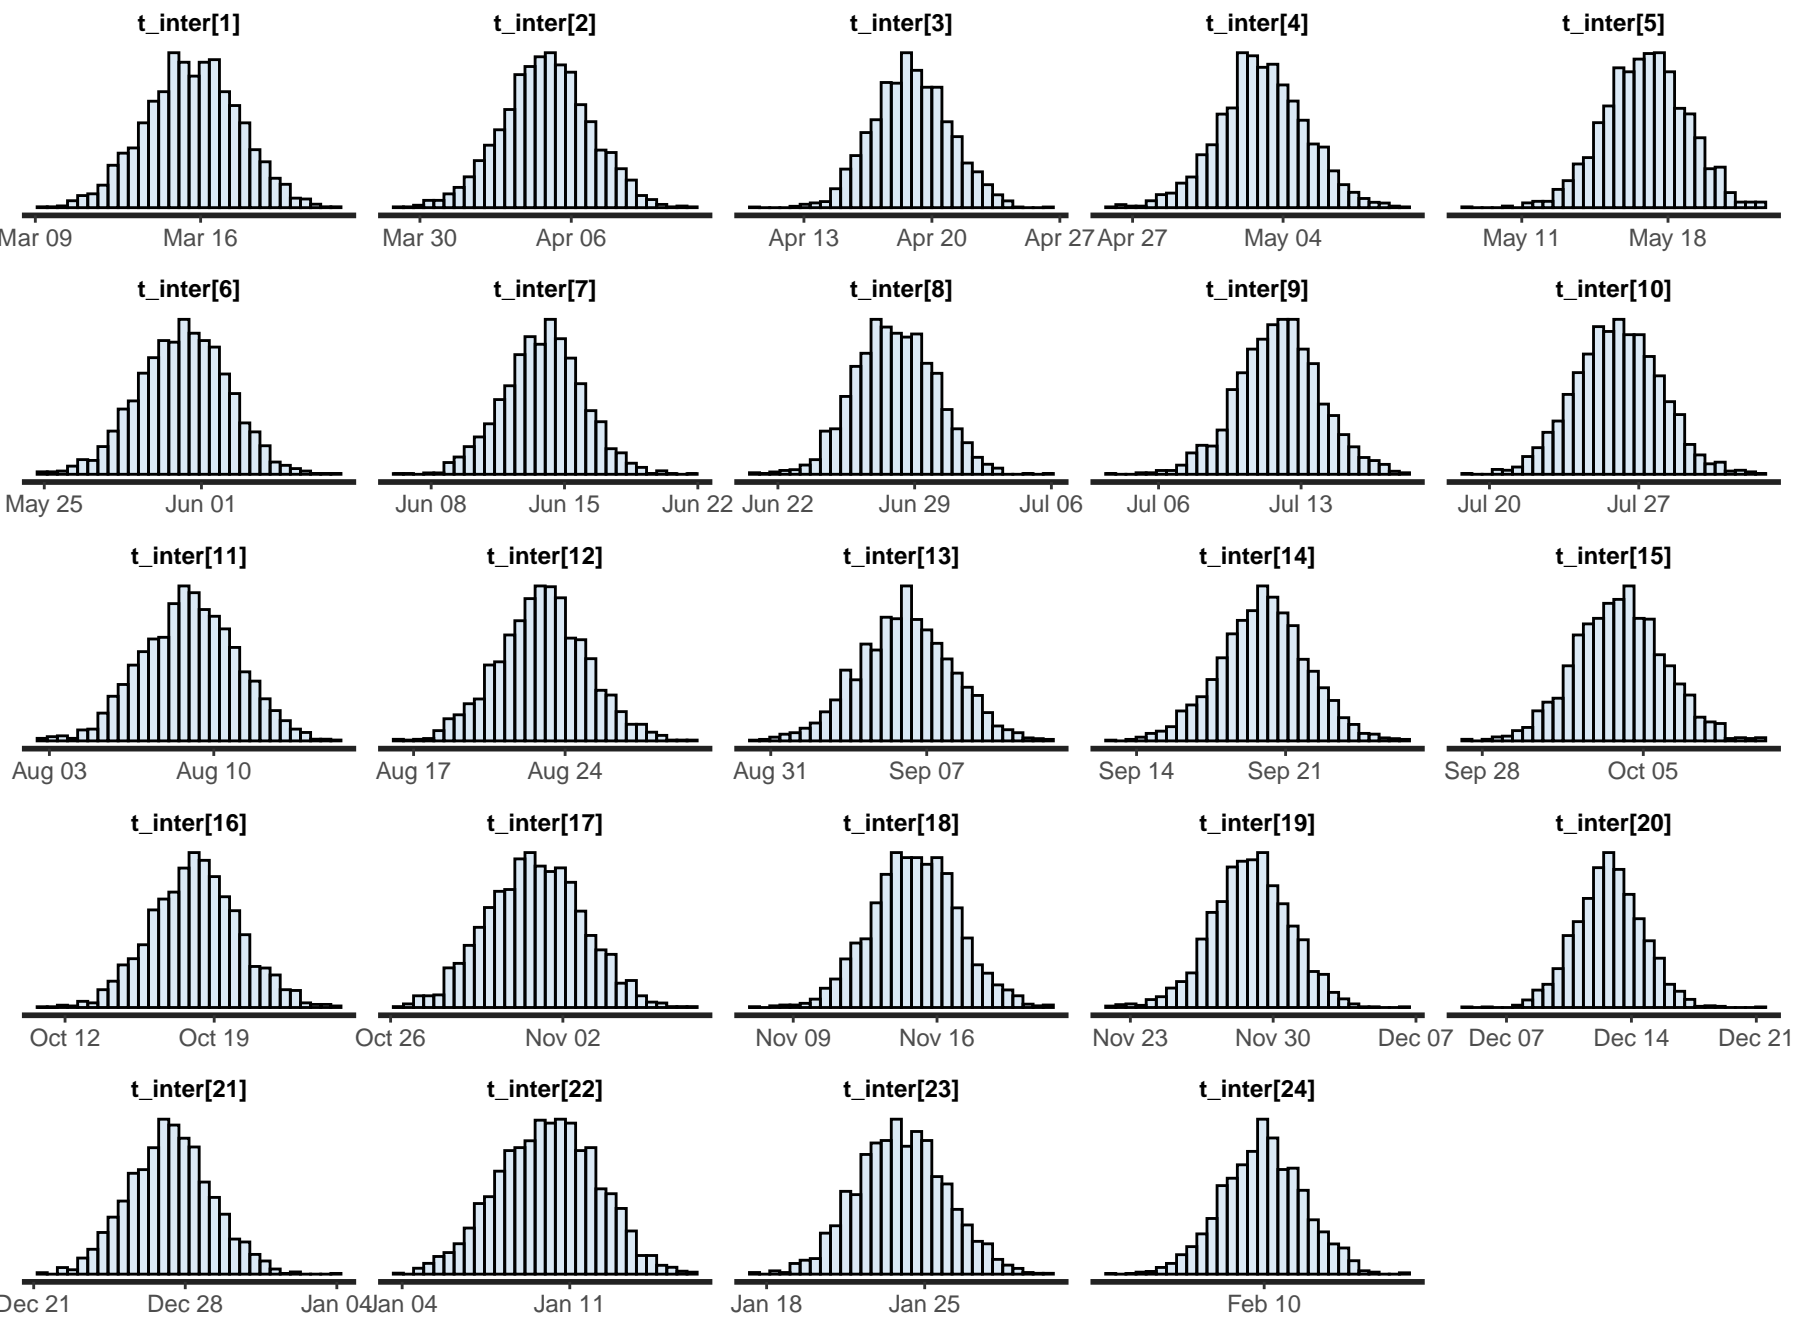 t_inter[1] t_inter[2] t_inter[3] t_inter[4] t_inter[5]
Mar 09 Mar 16 Mar 30 Apr 06 Apr 13 Apr 20 Apr 27 Apr 27 May 04 May 11 May 18
t_inter[6] t_inter[7] t_inter[8] t_inter[9] t_inter[10]
May 25 Jun 01 Jun 08 Jun 15 Jun 22 Jun 22 Jun 29 Jul 06 Jul 06 Jul 13 Jul 20 Jul 27
t_inter[11] t_inter[12] t_inter[13] t_inter[14] t_inter[15]
Aug 03 Aug 10 Aug 17 Aug 24 Aug 31 Sep 07 Sep 14 Sep 21 Sep 28 Oct 05
t_inter[16] t_inter[17] t_inter[18] t_inter[19] t_inter[20]
Oct 12 Oct 19 Oct 26 Nov 02 Nov 09 Nov 16 Nov 23 Nov 30 Dec 07 Dec 07 Dec 14 Dec 21
t_inter[21] t_inter[22] t_inter[23] t_inter[24]
Dec 21 Dec 28 Jan 04 Jan 04 Jan 11 Jan 18 Jan 25 Feb 10